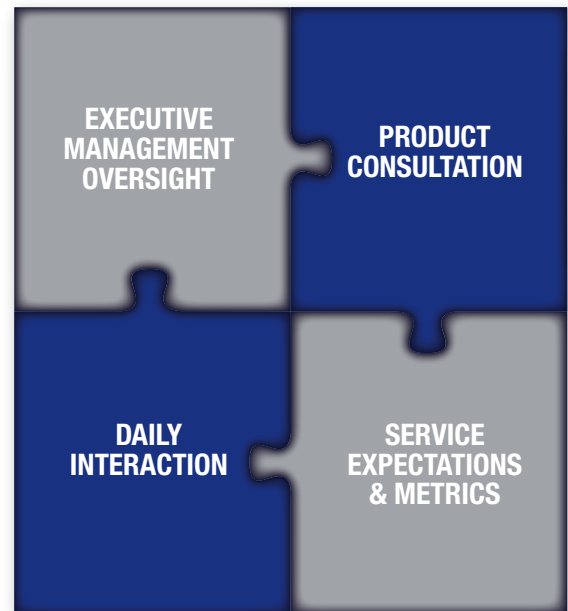 EXECUTIVE
MANAGEMENT
OVERSIGHT
PRODUCT
CONSULTATION
DAILY
INTERACTION
SERVICE
EXPECTATIONS
& METRICS